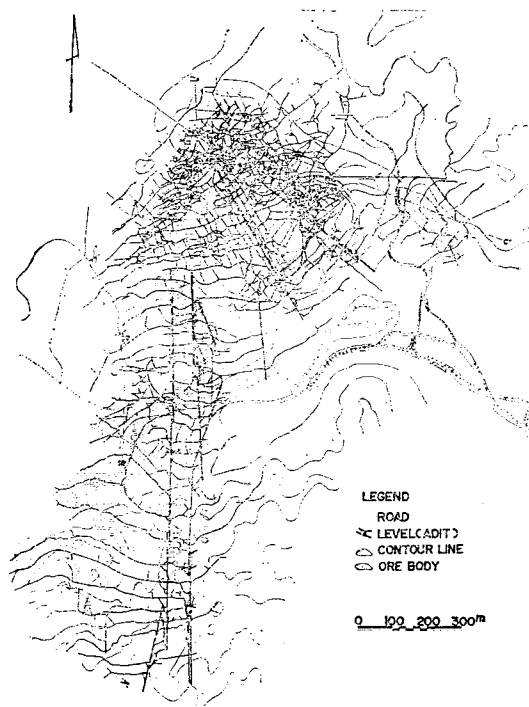 LEGEND
ROAD
LEVEL(ADIT)
CONTOUR LINE
ORE BODY
0 100 200 300m